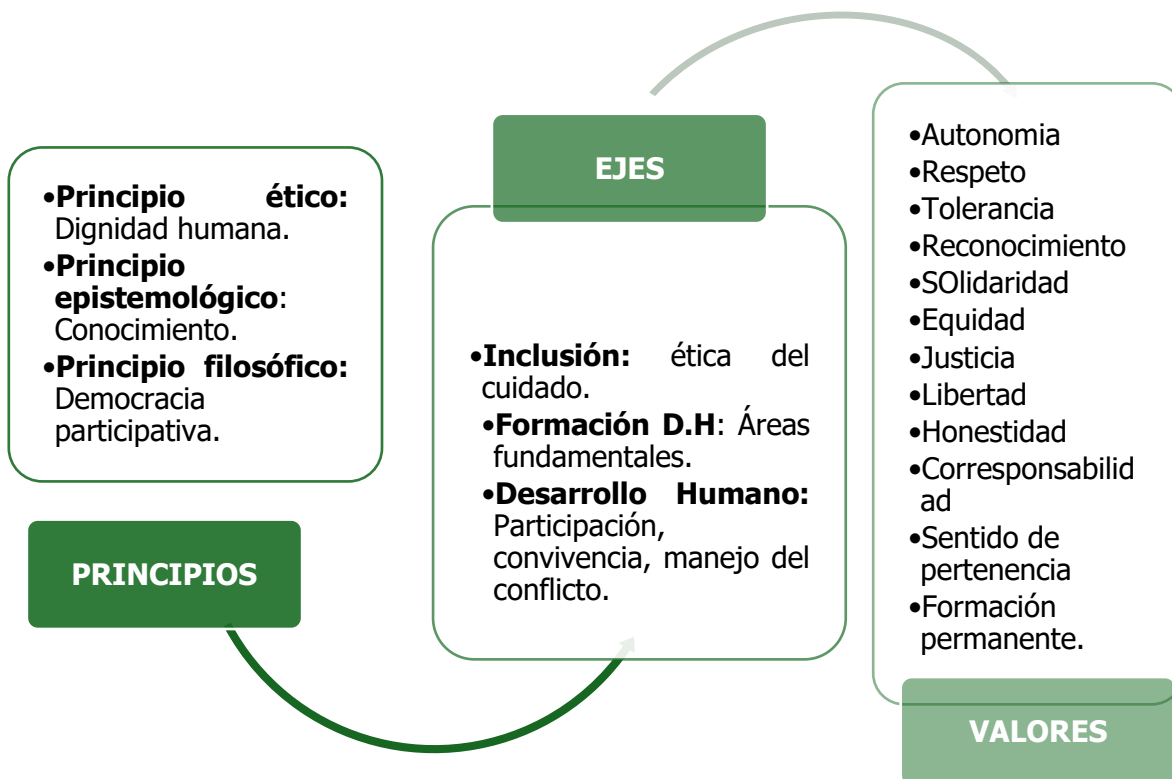 •Principio ético:
Dignidad humana.
•Principio
epistemológico:
Conocimiento.
•Principio filosófico:
Democracia
participativa.
PRINCIPIOS
EJES
•Inclusión: ética del
cuidado.
•Formación D.H: Áreas
fundamentales.
•Desarrollo Humano:
Participación,
convivencia, manejo del
conflicto.
•Autonomia
•Respeto
•Tolerancia
•Reconocimiento
•SOlidaridad
•Equidad
•Justicia
•Libertad
•Honestidad
•Corresponsabilid
ad
•Sentido de
pertenencia
•Formación
permanente.
VALORES